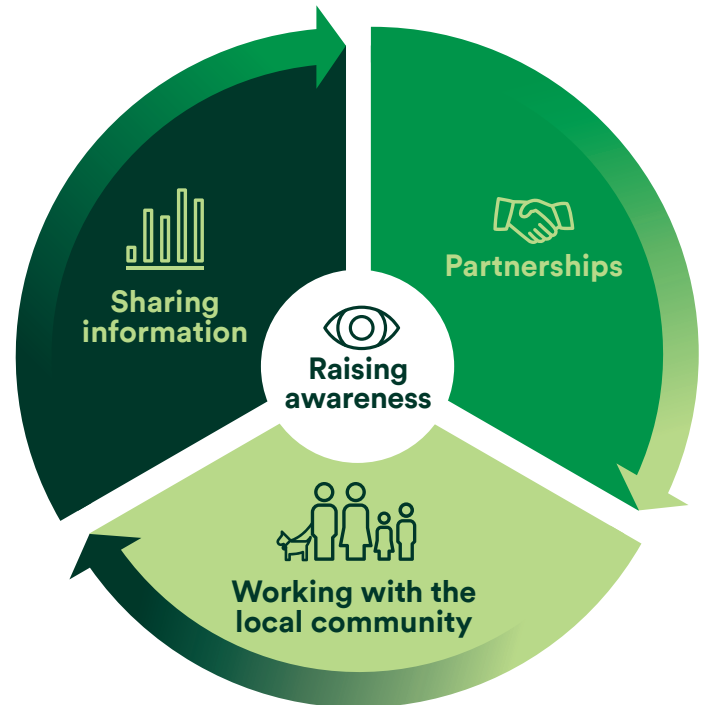 Partnerships
Sharing
information
Raising
awareness
Working with the
local community